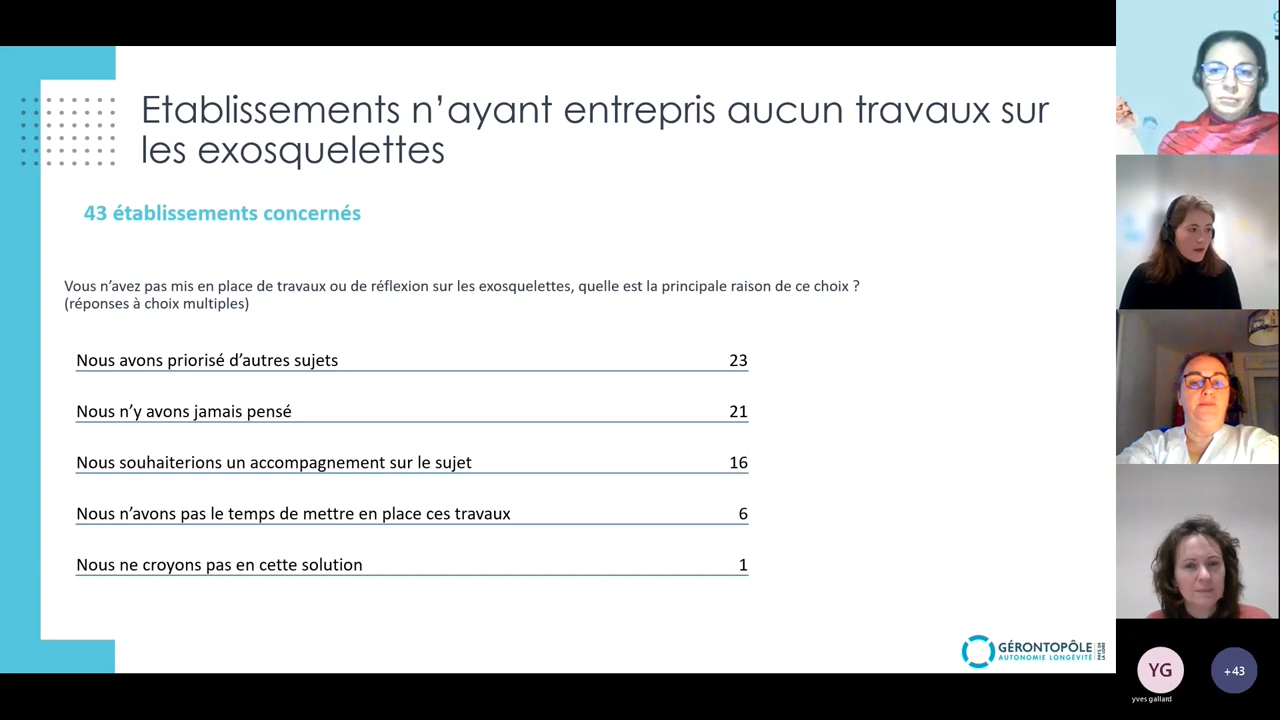 Etablissements n’ayant entrepris aucun travaux sur
les exosquelettes
43 établissements concernés
Vous n’avez pas mis en place de travaux ou de réflexion sur les exosquelettes, quelle est la principale raison de ce choix ?
(réponses à choix multiples)
Nous avons priorisé d’autres sujets 23
Nous n’y avons jamais pensé 21
Nous souhaiterions un accompagnement sur le sujet 16
Nous n’avons pas le temps de mettre en place ces travaux 6
Nous ne croyons pas en cette solution 1
GÉRONTOPÔLE
AUTONOMIE LONGÉVITÉ
PAYS DE
LA LOIRE
YG
+43
yves gallard